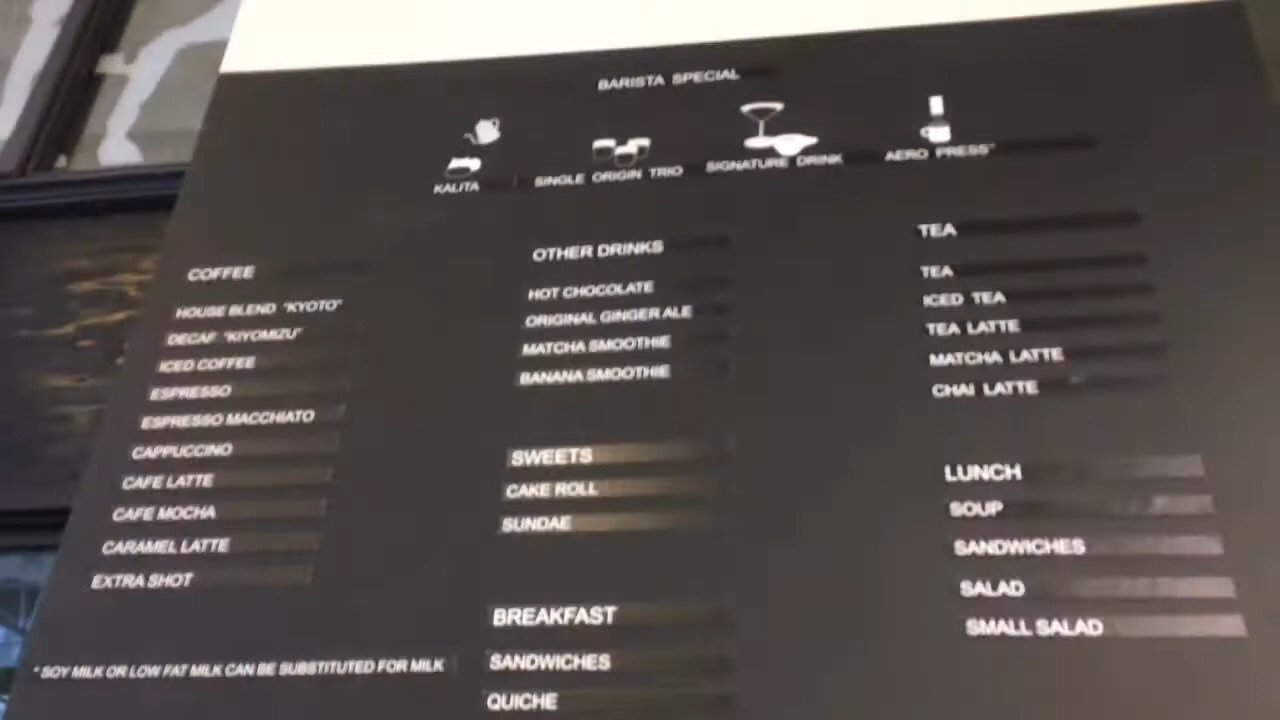 BARISTA SPECIAL
KALITA
SINGLE ORIGIN TRIO
SIGNATURE DRINK
AERO PRESS*
COFFEE
HOUSE BLEND "KYOTO"
DECAF "KIYOMIZU"
ICED COFFEE
ESPRESSO
ESPRESSO MACCHIATO
CAPPUCCINO
CAFE LATTE
CAFE MOCHA
CARAMEL LATTE
EXTRA SHOT
* SOY MILK OR LOW FAT MILK CAN BE SUBSTITUTED FOR MILK
OTHER DRINKS
HOT CHOCOLATE
ORIGINAL GINGER ALE
MATCHA SMOOTHIE
BANANA SMOOTHIE
SWEETS
CAKE ROLL
SUNDAE
BREAKFAST
SANDWICHES
QUICHE
TEA
TEA
ICED TEA
TEA LATTE
MATCHA LATTE
CHAI LATTE
LUNCH
SOUP
SANDWICHES
SALAD
SMALL SALAD